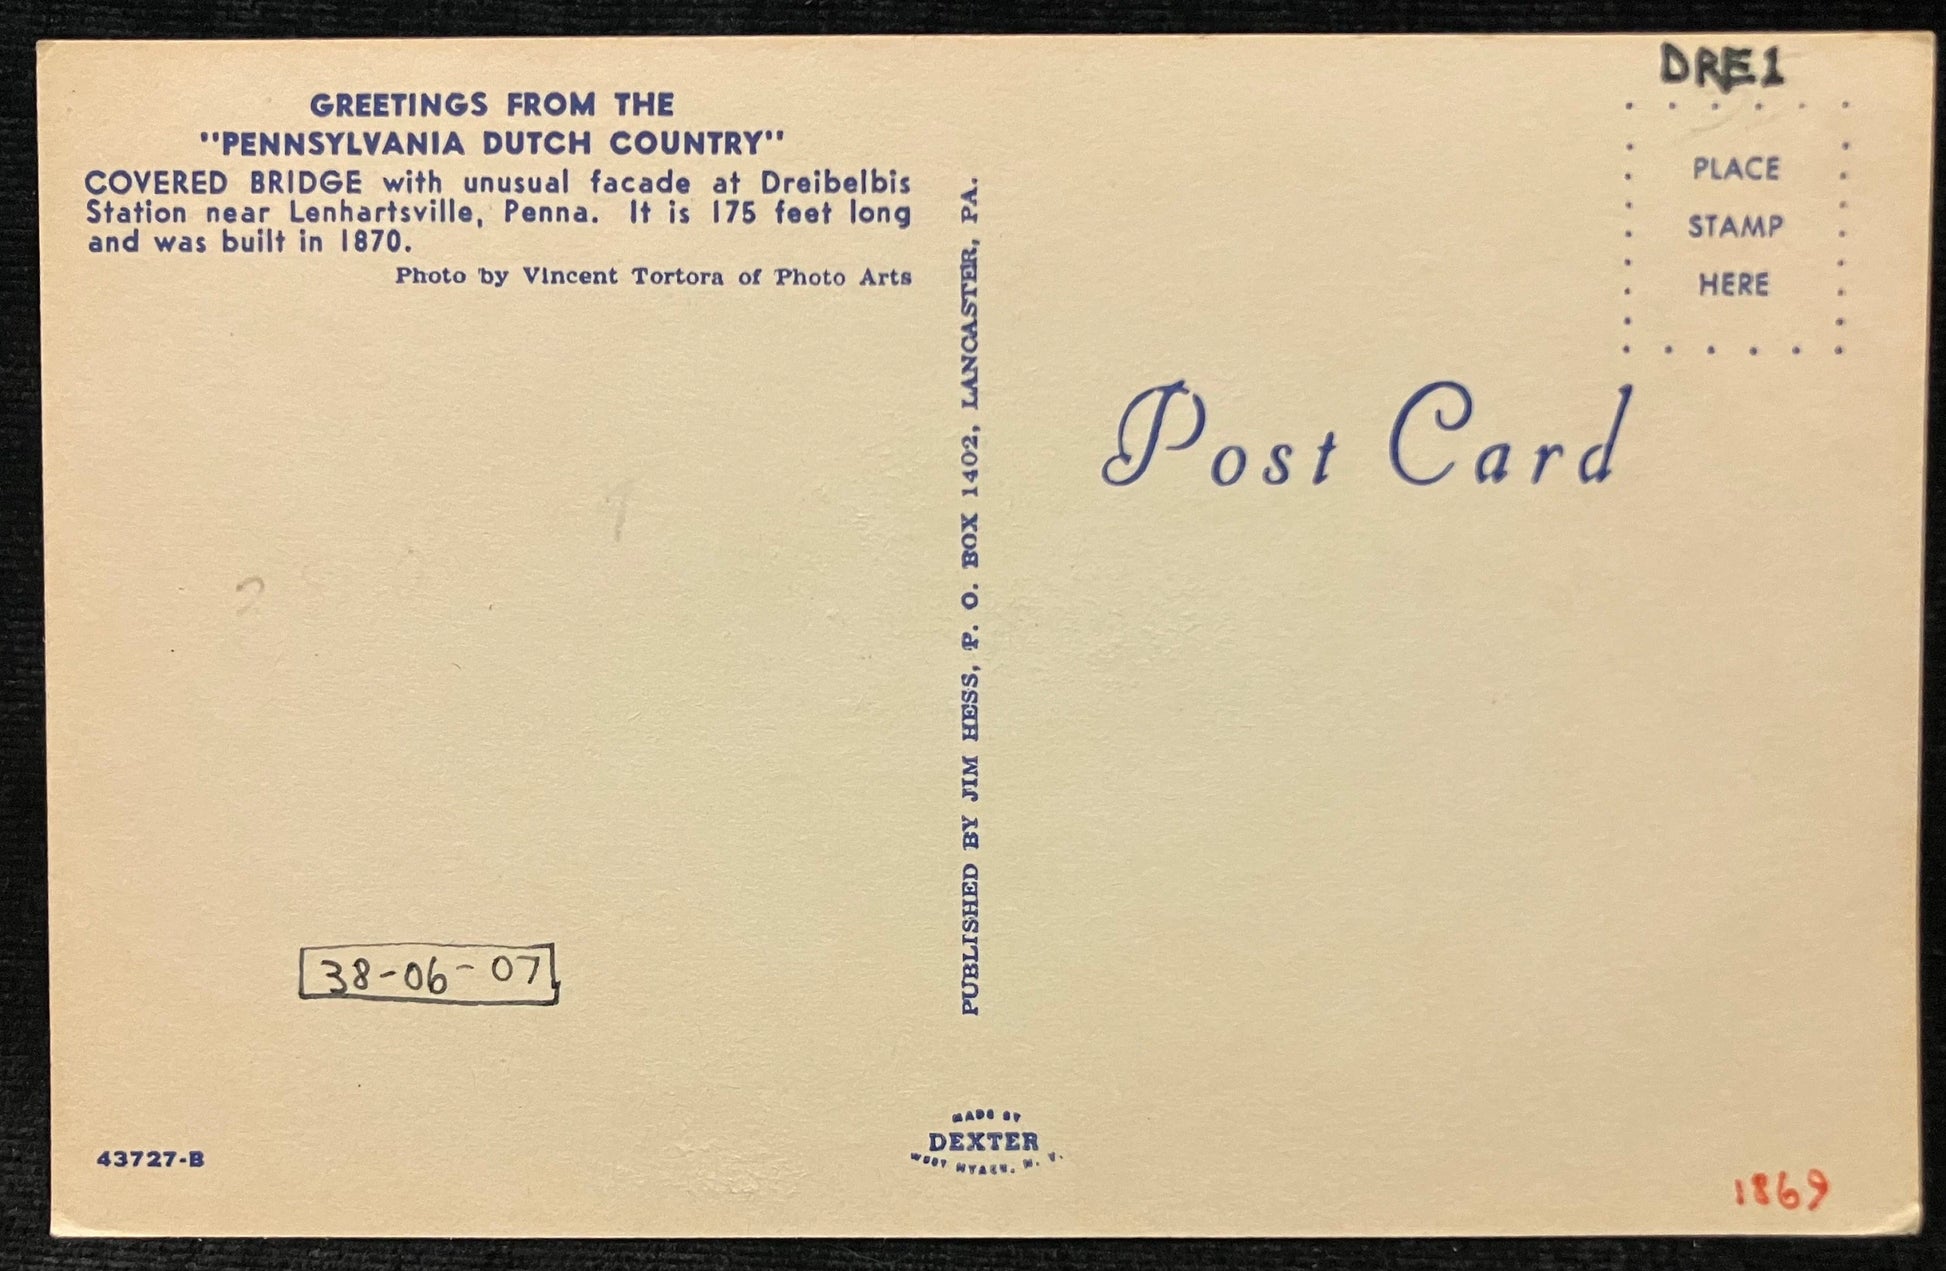 GREETINGS FROM THE
"PENNSYLVANIA DUTCH COUNTRY"
COVERED BRIDGE with unusual facade at Dreibelbis
Station near Lenhartsville, Penna. It is 175 feet long
and was built in 1870.
Photo by Vincent Tortora of Photo Arts
38-06-07
43727-B
PUBLISHED BY JIM HESS, P. O. BOX 1402, LANCASTER, PA.
MADE BY
DEXTER
WEST NYACK, N. Y.
DRE1
PLACE
STAMP
HERE
Post Card
1869